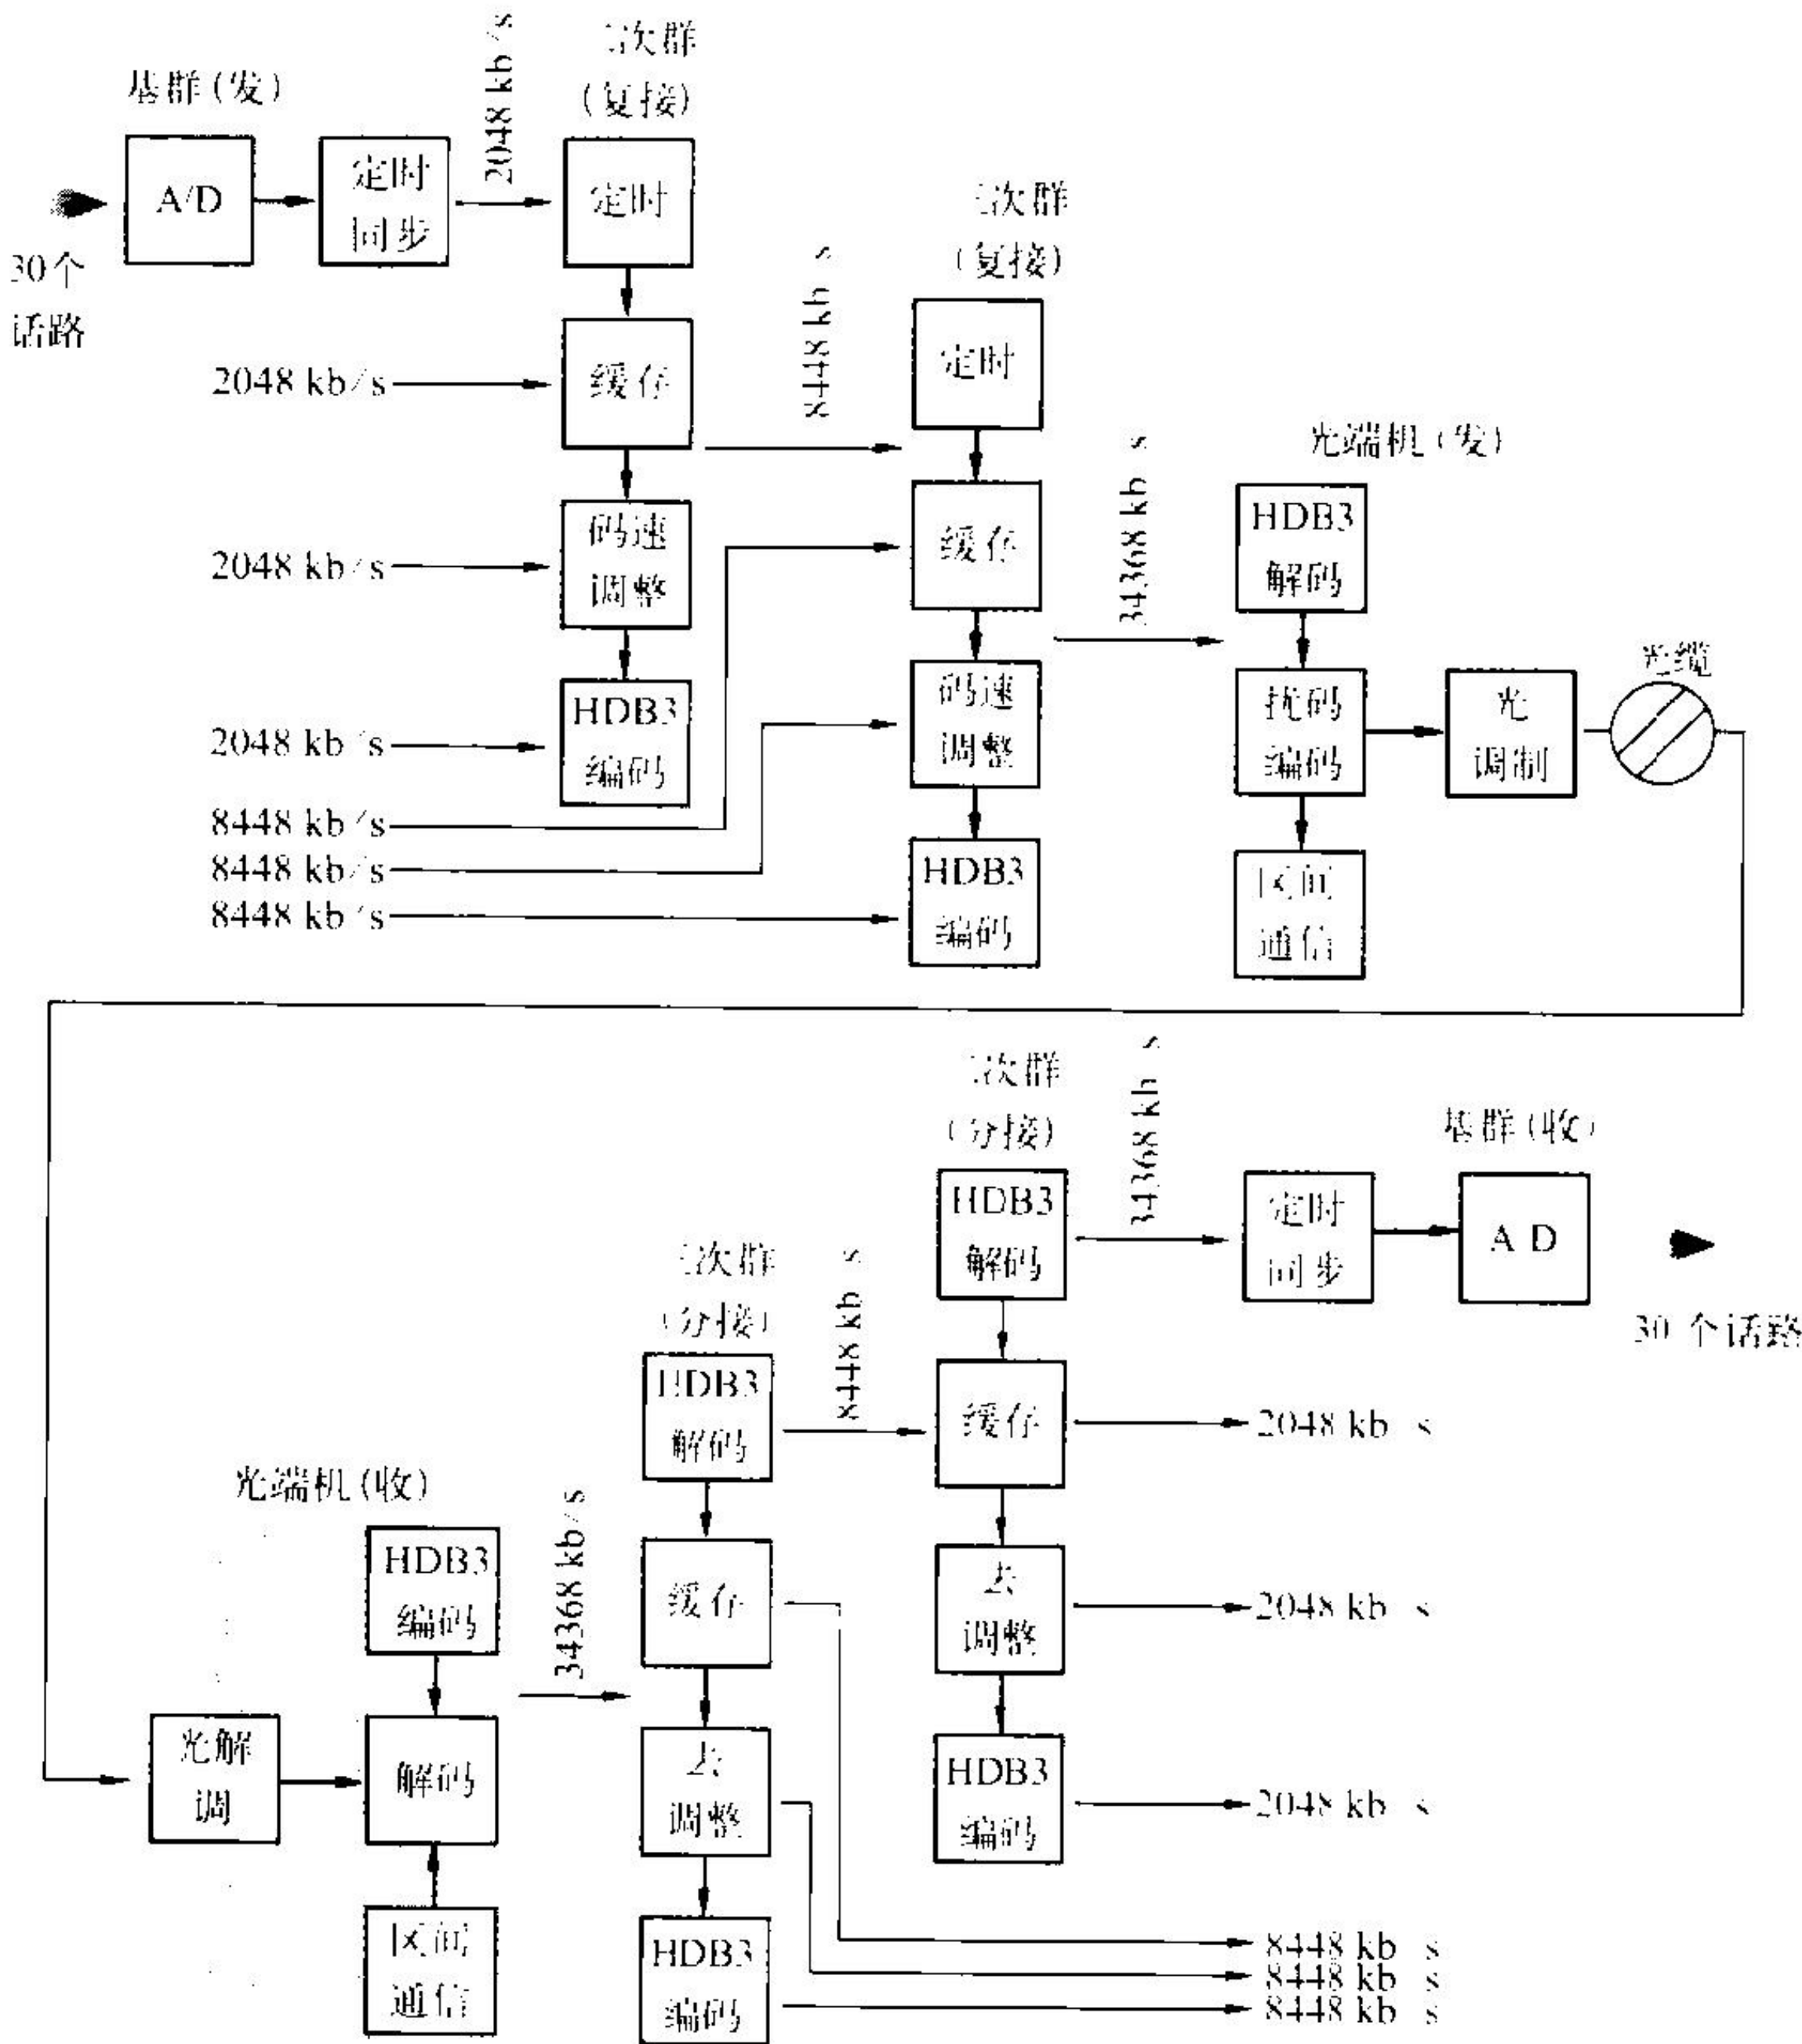 基群(发)
2048 kb/s
次群
(复接)
A/D
定时
同步
定时
30个
话路
次群
(复接)
2048 kb/s
缓存
8448 kb s
定时
光端机(发)
2048 kb/s
码速
调整
缓存
34368 kb s
HDB3
解码
2048 kb/s
HDB3
编码
码速
调整
扰码
编码
光
调制
光缆
8448 kb/s
8448 kb/s
8448 kb/s
HDB3
编码
区间
通信
次群
(分接)
34368 kb s
基群(收)
HDB3
解码
定时
同步
A D
30 个话路
次群
(分接)
8448 kb s
HDB3
解码
缓存
2048 kb s
光端机(收)
HDB3
编码
34368 kb/s
缓存
去
调整
2048 kb s
光解
调
解码
去
调整
HDB3
编码
2048 kb s
区间
通信
HDB3
编码
8448 kb s
8448 kb s
8448 kb s